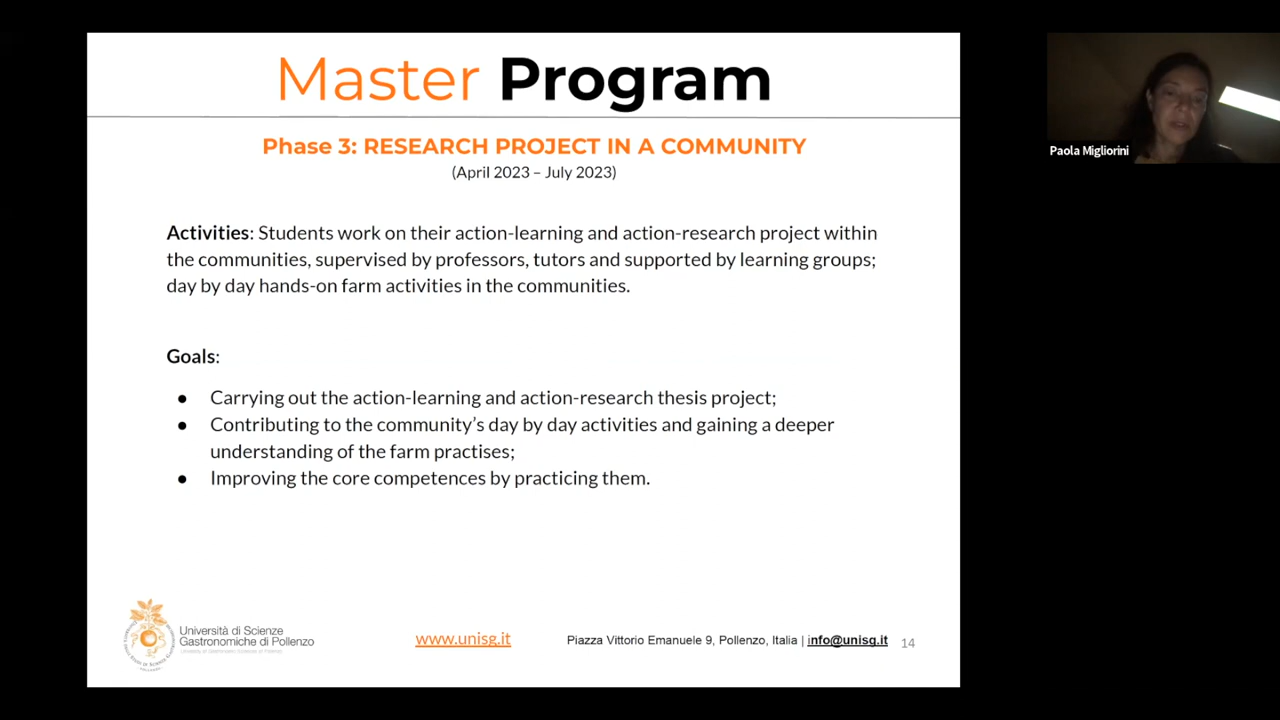 Master Program
Phase 3: RESEARCH PROJECT IN A COMMUNITY
(April 2023 – July 2023)
Activities: Students work on their action-learning and action-research project within
the communities, supervised by professors, tutors and supported by learning groups;
day by day hands-on farm activities in the communities.
Goals:
● Carrying out the action-learning and action-research thesis project;
● Contributing to the community's day by day activities and gaining a deeper
understanding of the farm practises;
● Improving the core competences by practicing them.
Università di Scienze
Gastronomiche di Pollenzo
www.unisg.it
Piazza Vittorio Emanuele 9, Pollenzo, Italia | info@unisg.it
14
Paola Migliorini